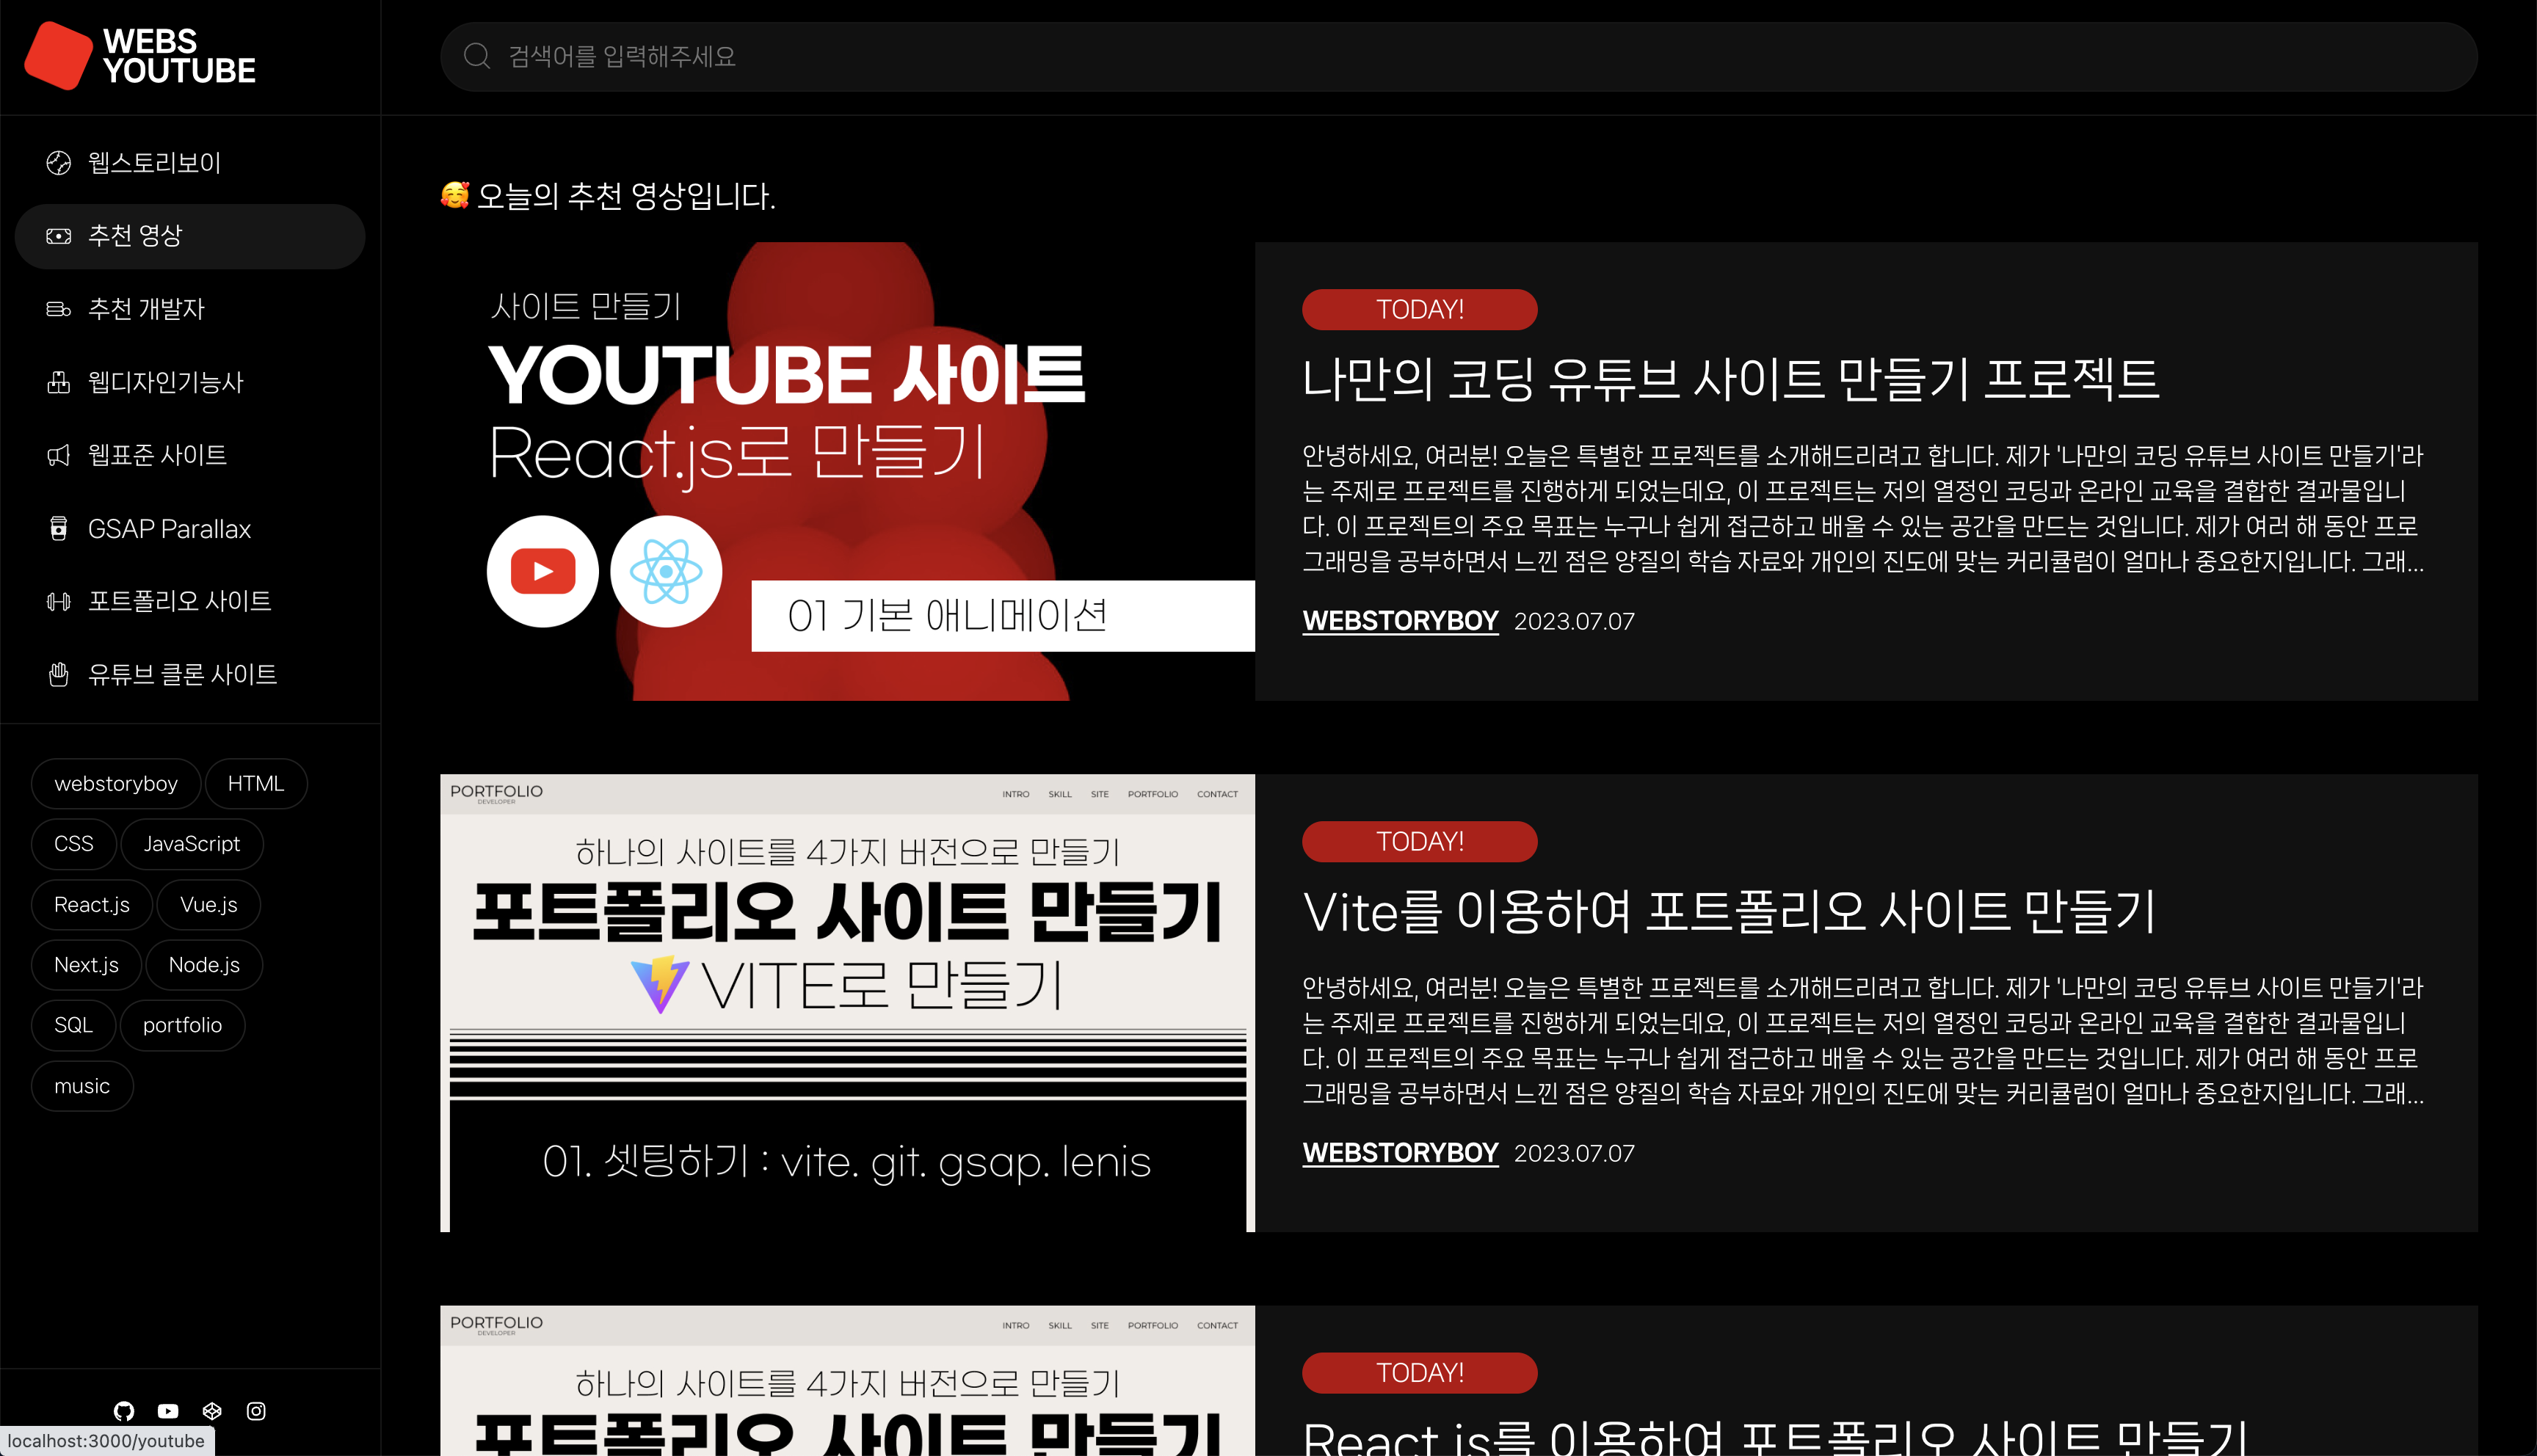 WEBS
YOUTUBE
검색어를 입력해주세요
웹스토리보이
추천 영상
추천 개발자
웹디자인기능사
웹표준 사이트
GSAP Parallax
포트폴리오 사이트
유튜브 클론 사이트
webstoryboy
HTML
CSS
JavaScript
React.js
Vue.js
Next.js
Node.js
SQL
portfolio
music
localhost:3000/youtube
🥰 오늘의 추천 영상입니다.
사이트 만들기
YOUTUBE 사이트
React.js로 만들기
01 기본 애니메이션
TODAY!
나만의 코딩 유튜브 사이트 만들기 프로젝트
안녕하세요, 여러분! 오늘은 특별한 프로젝트를 소개해드리려고 합니다. 제가 '나만의 코딩 유튜브 사이트 만들기'라
는 주제로 프로젝트를 진행하게 되었는데요, 이 프로젝트는 저의 열정인 코딩과 온라인 교육을 결합한 결과물입니
다. 이 프로젝트의 주요 목표는 누구나 쉽게 접근하고 배울 수 있는 공간을 만드는 것입니다. 제가 여러 해 동안 프로
그래밍을 공부하면서 느낀 점은 양질의 학습 자료와 개인의 진도에 맞는 커리큘럼이 얼마나 중요한지입니다. 그래...
WEBSTORYBOY 2023.07.07
PORTFOLIO
DEVELOPER
INTRO SKILL SITE PORTFOLIO CONTACT
하나의 사이트를 4가지 버전으로 만들기
포트폴리오 사이트 만들기
VITE로 만들기
01. 셋팅하기 : vite. git. gsap. lenis
TODAY!
Vite를 이용하여 포트폴리오 사이트 만들기
안녕하세요, 여러분! 오늘은 특별한 프로젝트를 소개해드리려고 합니다. 제가 '나만의 코딩 유튜브 사이트 만들기'라
는 주제로 프로젝트를 진행하게 되었는데요, 이 프로젝트는 저의 열정인 코딩과 온라인 교육을 결합한 결과물입니
다. 이 프로젝트의 주요 목표는 누구나 쉽게 접근하고 배울 수 있는 공간을 만드는 것입니다. 제가 여러 해 동안 프로
그래밍을 공부하면서 느낀 점은 양질의 학습 자료와 개인의 진도에 맞는 커리큘럼이 얼마나 중요한지입니다. 그래...
WEBSTORYBOY 2023.07.07
PORTFOLIO
DEVELOPER
INTRO SKILL SITE PORTFOLIO CONTACT
하나의 사이트를 4가지 버전으로 만들기
포트폴리오 사이트 만들기
TODAY!
React.js를 이용하여 포트폴리오 사이트 만들기